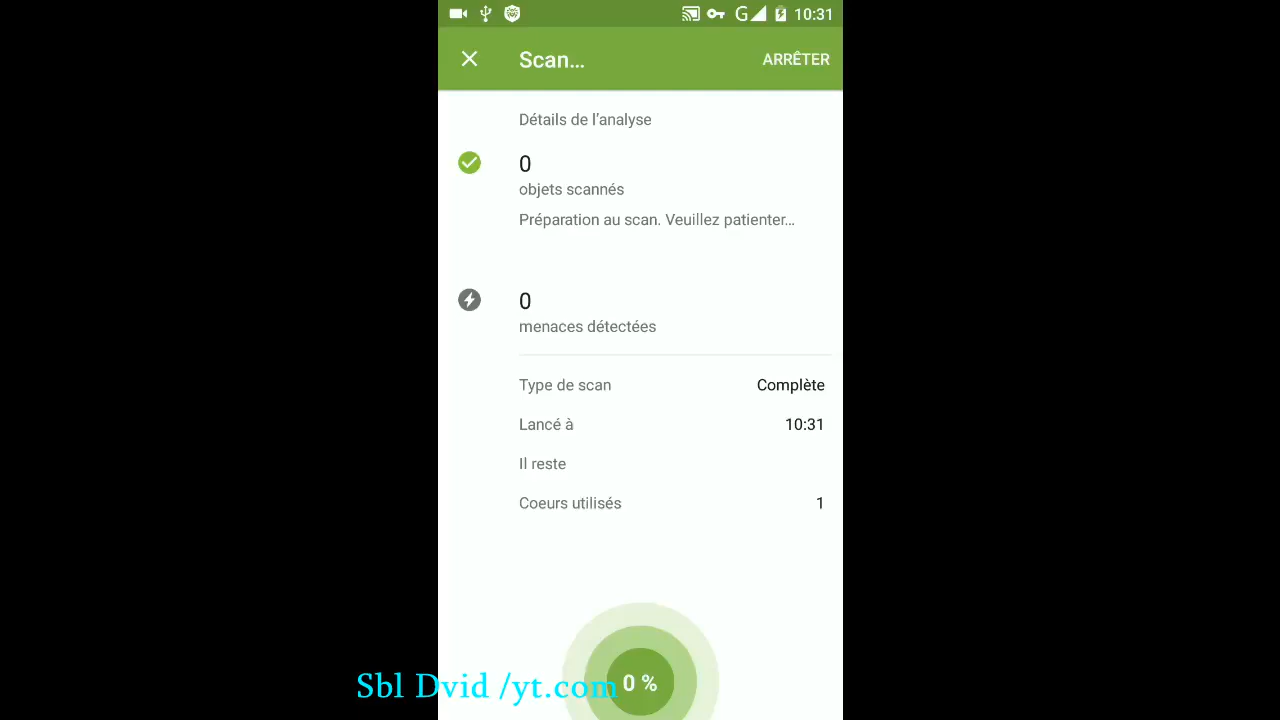 G 10:31
Scan... ARRÊTER
Détails de l’analyse
0
objets scannés
Préparation au scan. Veuillez patienter...
0
menaces détectées
Type de scan Complète
Lancé à 10:31
Il reste
Coeurs utilisés 1
0 %
Sbl Dvid /yt.com